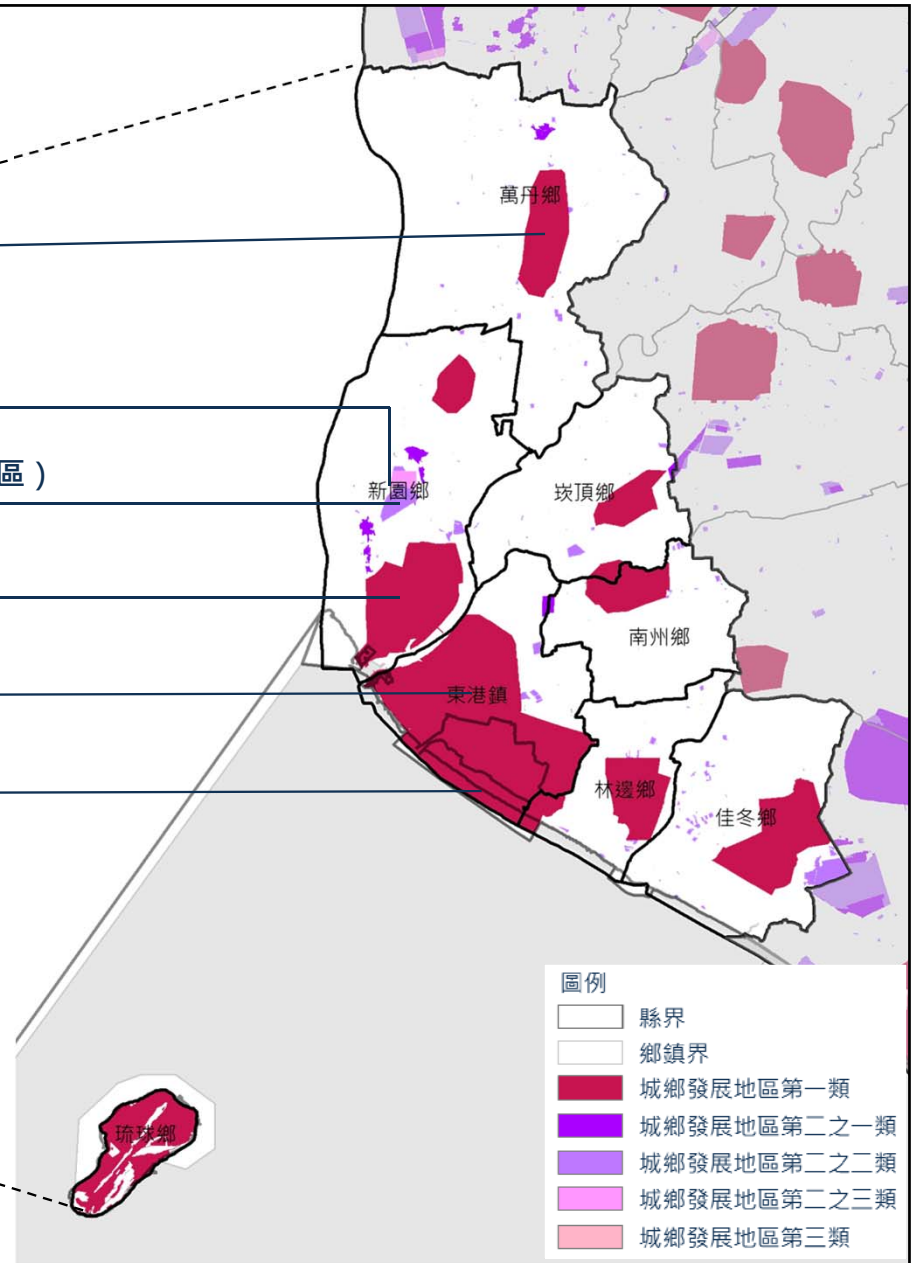 萬丹鄉
區）
新園鄉
崁頂鄉
南州鄉
東港鎮
林邊鄉
佳冬鄉
琉球鄉
圖例
縣界
鄉鎮界
城鄉發展地區第一類
城鄉發展地區第二之一類
城鄉發展地區第二之二類
城鄉發展地區第二之三類
城鄉發展地區第三類